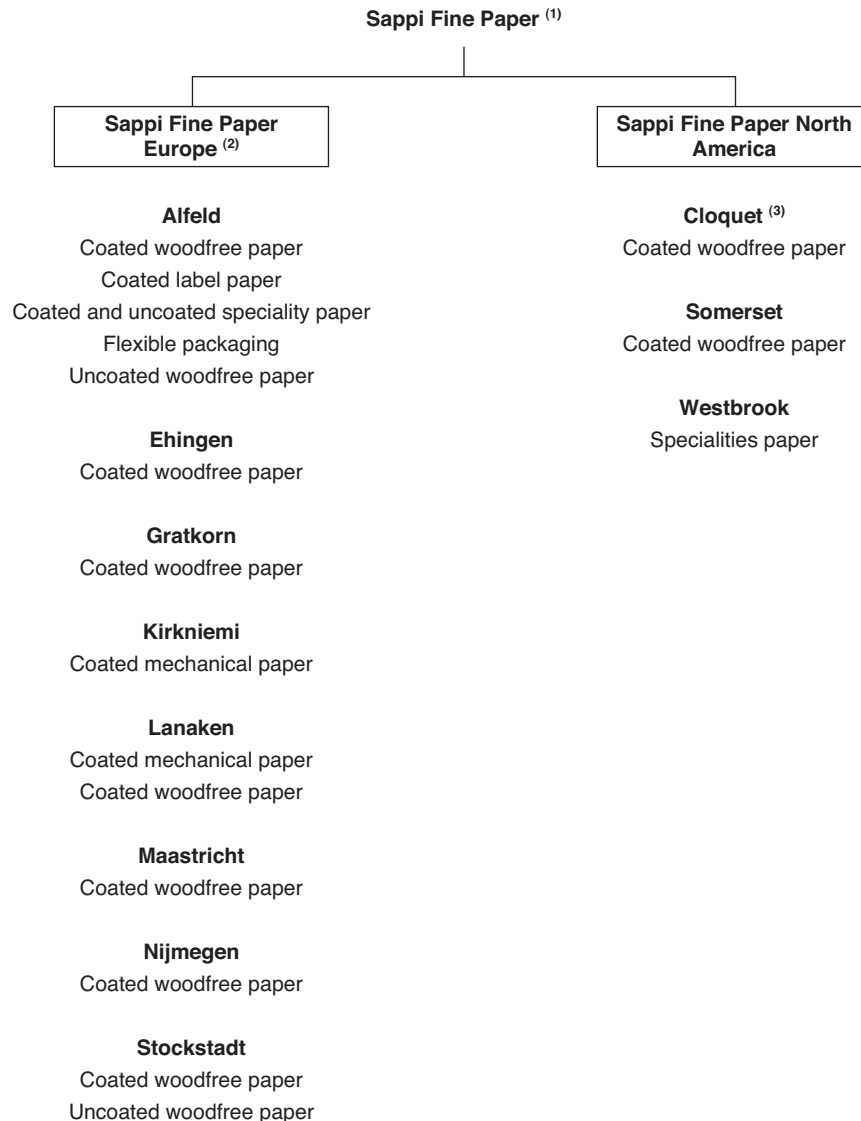 Sappi Fine Paper (1)
Sappi Fine Paper
Europe (2)
Alfeld
Coated woodfree paper
Coated label paper
Coated and uncoated speciality paper
Flexible packaging
Uncoated woodfree paper
Ehingen
Coated woodfree paper
Gratkorn
Coated woodfree paper
Kirkniemi
Coated mechanical paper
Lanaken
Coated mechanical paper
Coated woodfree paper
Maastricht
Coated woodfree paper
Nijmegen
Coated woodfree paper
Stockstadt
Coated woodfree paper
Uncoated woodfree paper
Sappi Fine Paper North
America
Cloquet (3)
Coated woodfree paper
Somerset
Coated woodfree paper
Westbrook
Specialities paper